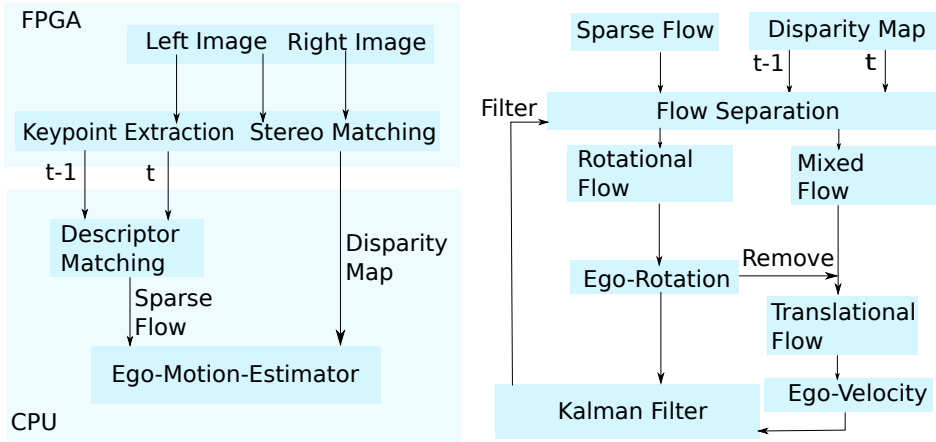 FPGA
Left Image
Right Image
Keypoint Extraction
Stereo Matching
t-1
t
Descriptor
Matching
Disparity
Map
Sparse
Flow
Ego-Motion-Estimator
CPU
Sparse Flow
Disparity Map
t-1
t
Filter
Flow Separation
Rotational
Flow
Mixed
Flow
Ego-Rotation
Remove
Translational
Flow
Ego-Velocity
Kalman Filter